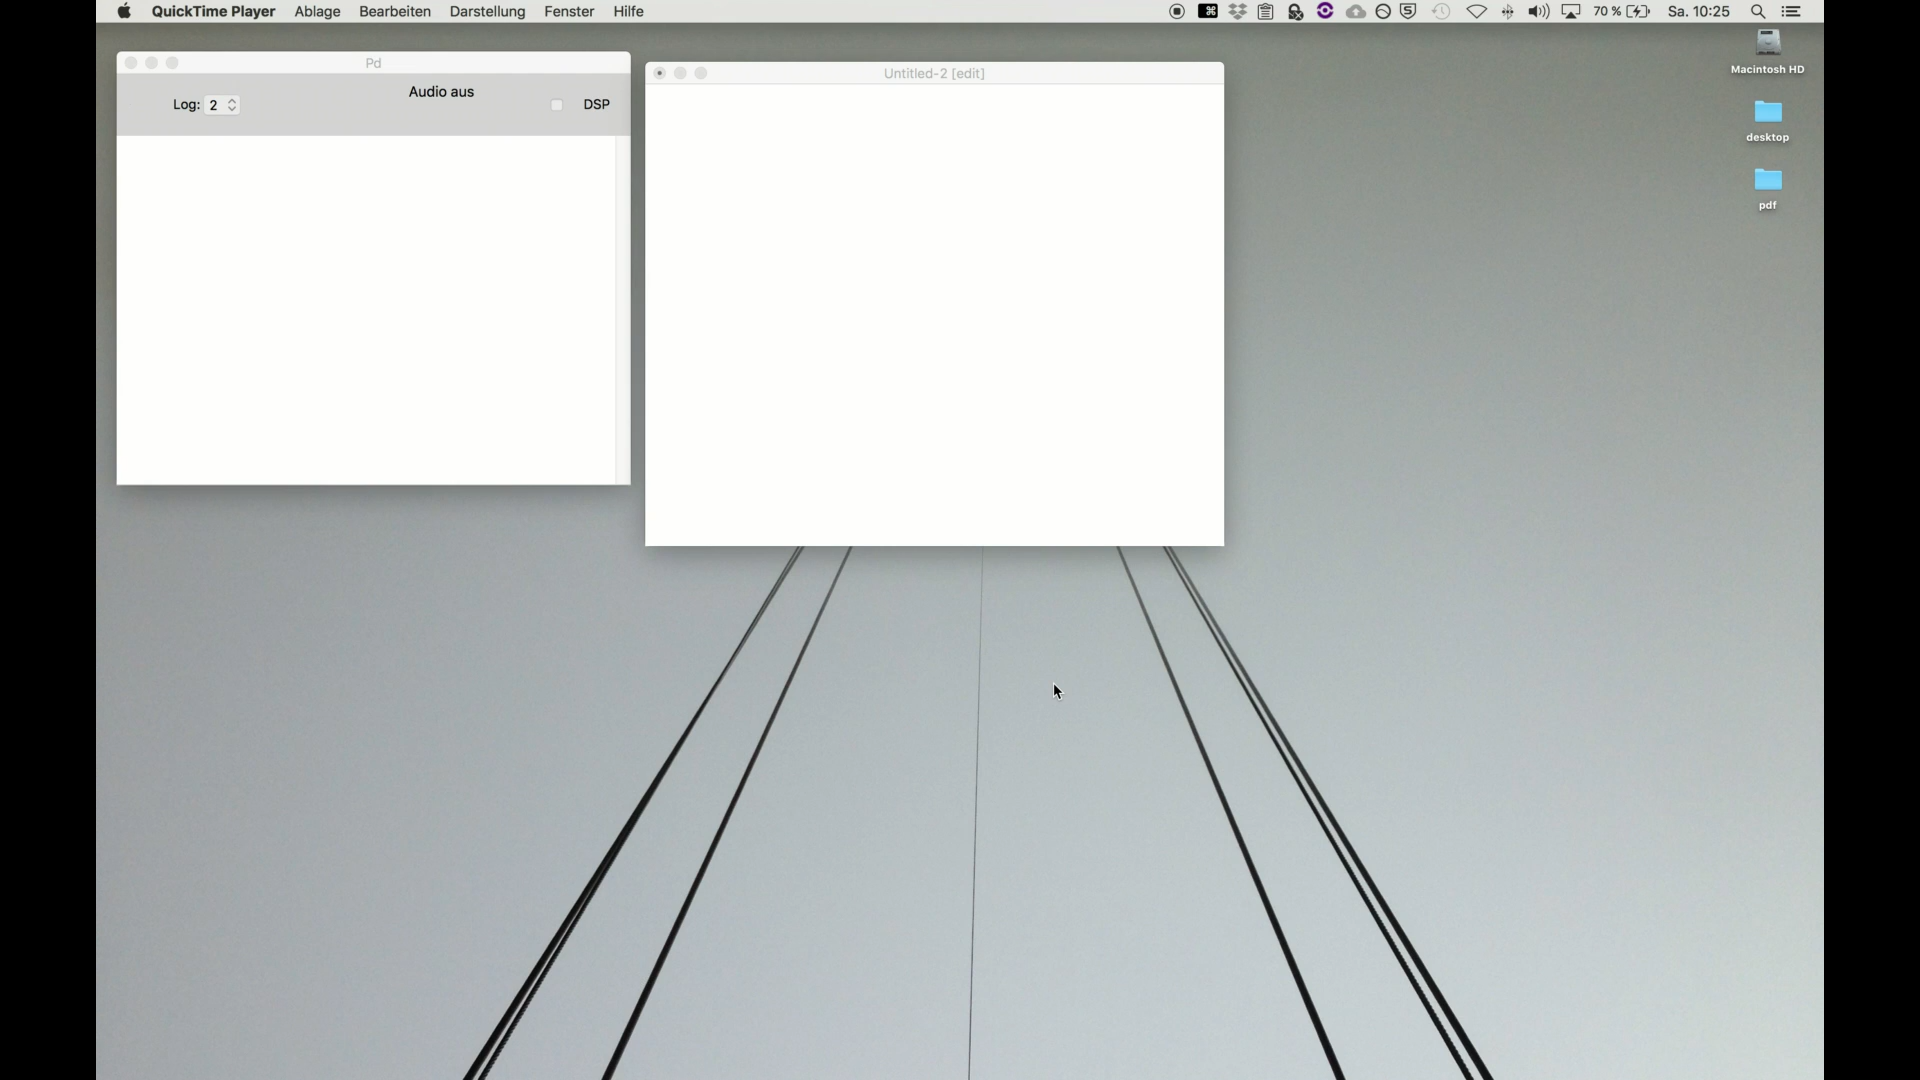 QuickTime Player Ablage Bearbeiten Darstellung Fenster Hilfe 70 % Sa. 10:25
Macintosh HD
desktop
pdf
Pd
Log: 2 Audio aus DSP
Untitled-2 [edit]